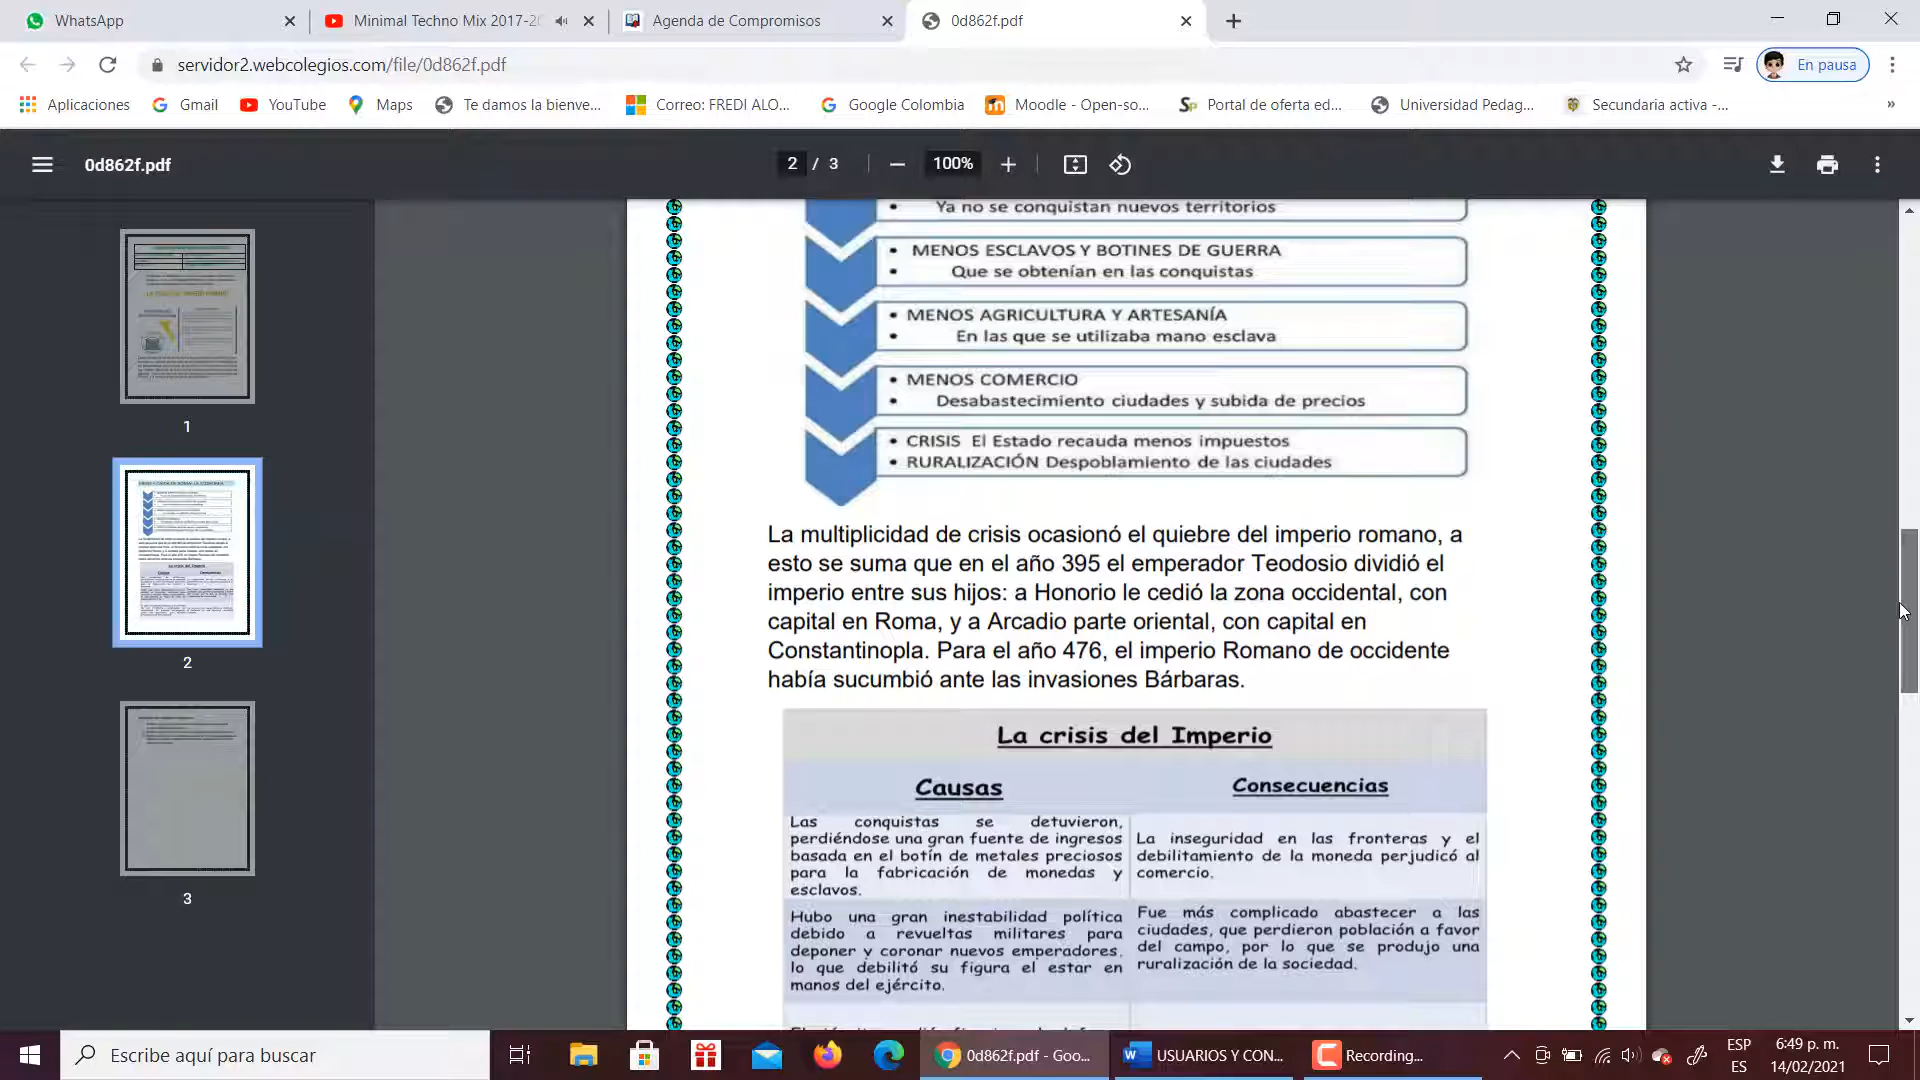 WhatsApp
Minimal Techno Mix 2017-20
Agenda de Compromisos
0d862f.pdf
servidor2.webcolegios.com/file/0d862f.pdf
En pausa
Aplicaciones
Gmail
YouTube
Maps
Te damos la bienve...
Correo: FREDI ALO...
Google Colombia
Moodle - Open-so...
Portal de oferta ed...
Universidad Pedag...
Secundaria activa -...
»
0d862f.pdf
2 / 3
100%
1
2
3
• Ya no se conquistan nuevos territorios
• MENOS ESCLAVOS Y BOTINES DE GUERRA
• Que se obtenían en las conquistas
• MENOS AGRICULTURA Y ARTESANÍA
• En las que se utilizaba mano esclava
• MENOS COMERCIO
• Desabastecimiento ciudades y subida de precios
• CRISIS El Estado recauda menos impuestos
• RURALIZACIÓN Despoblamiento de las ciudades
La multiplicidad de crisis ocasionó el quiebre del imperio romano, a
esto se suma que en el año 395 el emperador Teodosio dividió el
imperio entre sus hijos: a Honorio le cedió la zona occidental, con
capital en Roma, y a Arcadio parte oriental, con capital en
Constantinopla. Para el año 476, el imperio Romano de occidente
había sucumbió ante las invasiones Bárbaras.
La crisis del Imperio
Causas
Consecuencias
Las conquistas se detuvieron,
perdiéndose una gran fuente de ingresos
basada en el botín de metales preciosos
para la fabricación de monedas y
esclavos.
La inseguridad en las fronteras y el
debilitamiento de la moneda perjudicó al
comercio.
Hubo una gran inestabilidad política
debido a revueltas militares para
deponer y coronar nuevos emperadores,
lo que debilitó su figura el estar en
manos del ejército.
Fue más complicado abastecer a las
ciudades, que perdieron población a favor
del campo, por lo que se produjo una
ruralización de la sociedad.
Escribe aquí para buscar
0d862f.pdf - Goo...
USUARIOS Y CON...
Recording...
ESP
ES
6:49 p. m.
14/02/2021